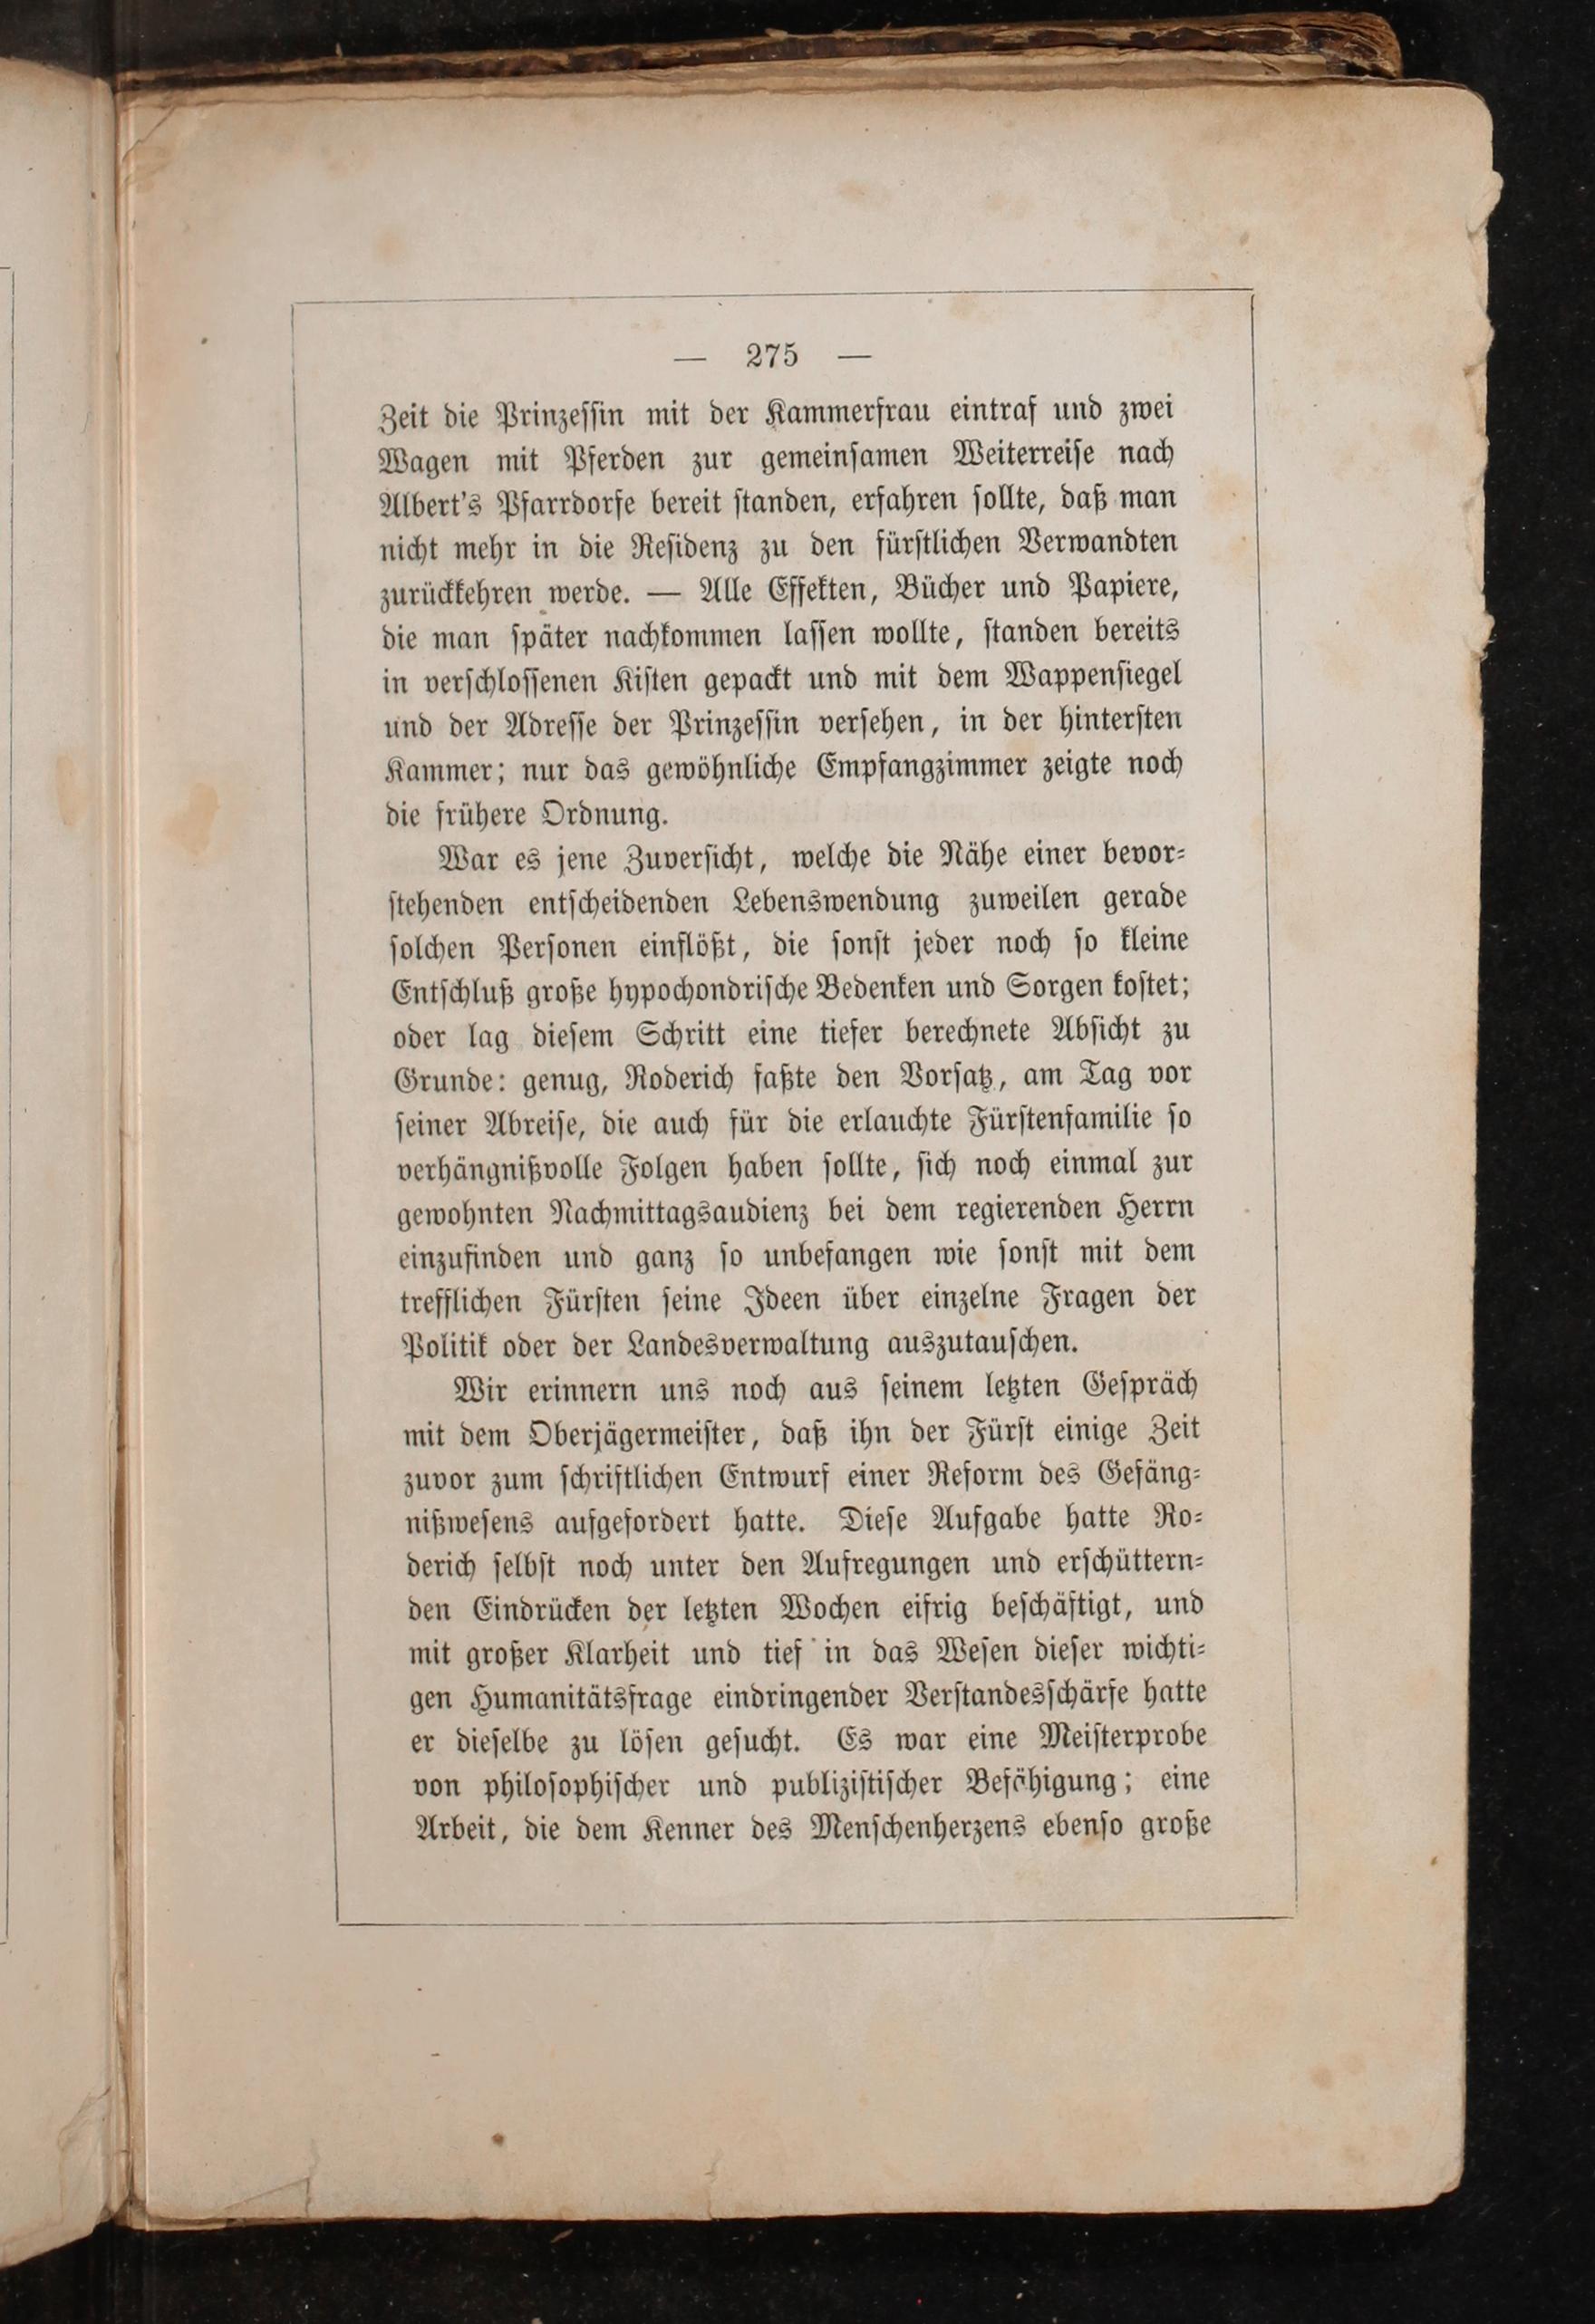 — 275 —
Zeit die Prinzeſſin mit der Kammerfrau eintraf und zwei
Wagen mit Pferden zur gemeinſamen Weiterreiſe nach
Albert's Pfarrdorfe bereit ſtanden, erfahren ſollte, daß man
nicht mehr in die Reſidenz zu den fürſtlichen Verwandten
zurückkehren werde. — Alle Effekten, Bücher und Papiere,
die man ſpäter nachkommen laſſen wollte, ſtanden bereits
in verſchloſſenen Kiſten gepackt und mit dem Wappenſiegel
und der Adreſſe der Prinzeſſin verſehen, in der hinterſten
Kammer; nur das gewöhnliche Empfangzimmer zeigte noch
die frühere Ordnung.
War es jene Zuverſicht, welche die Nähe einer bevor-
ſtehenden entſcheidenden Lebenswendung zuweilen gerade
ſolchen Perſonen einflößt, die ſonſt jeder noch ſo kleine
Entſchluß große hypochondriſche Bedenken und Sorgen koſtet;
oder lag dieſem Schritt eine tiefer berechnete Abſicht zu
Grunde: genug, Roderich faßte den Vorſatz, am Tag vor
ſeiner Abreiſe, die auch für die erlauchte Fürſtenfamilie ſo
verhängnißvolle Folgen haben ſollte, ſich noch einmal zur
gewohnten Nachmittagsaudienz bei dem regierenden Herrn
einzufinden und ganz ſo unbefangen wie ſonſt mit dem
trefflichen Fürſten ſeine Ideen über einzelne Fragen der
Politik oder der Landesverwaltung auszutauſchen.
Wir erinnern uns noch aus ſeinem letzten Geſpräch
mit dem Oberjägermeiſter, daß ihn der Fürſt einige Zeit
zuvor zum ſchriftlichen Entwurf einer Reform des Gefäng-
nißweſens aufgefordert hatte. Dieſe Aufgabe hatte Ro-
derich ſelbſt noch unter den Aufregungen und erſchüttern-
den Eindrücken der letzten Wochen eifrig beſchäftigt, und
mit großer Klarheit und tief in das Weſen dieſer wichti-
gen Humanitätsfrage eindringender Verſtandesſchärfe hatte
er dieſelbe zu löſen geſucht. Es war eine Meiſterprobe
von philoſophiſcher und publiziſtiſcher Befähigung; eine
Arbeit, die dem Kenner des Menſchenherzens ebenſo große